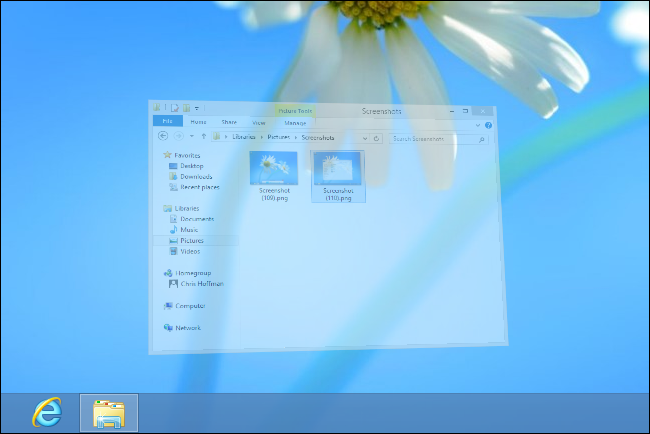 Picture Tools
Screenshots
File Home Share View Manage
Libraries Pictures Screenshots
Search Screenshots
Favorites
Desktop
Downloads
Recent places
Libraries
Documents
Music
Pictures
Videos
Homegroup
Chris Hoffman
Computer
Network
Screenshot
(109).png
Screenshot
(110).png